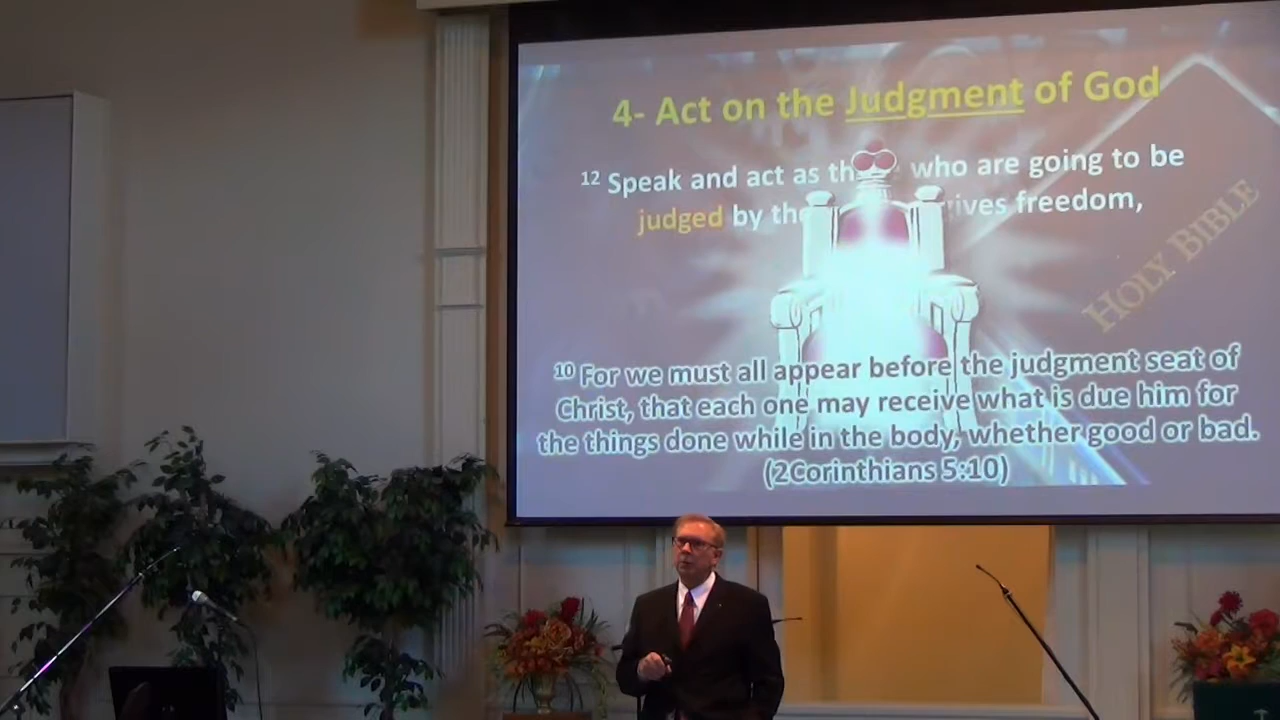 4- Act on the Judgment of God
12 Speak and act as who are going to be
judged by freedom,
HOLY BIBLE
10 For we must all appear before the judgment seat of
Christ, that each one may receive what is due him for
the things done while in the body, whether good or bad.
(2Corinthians 5:10)